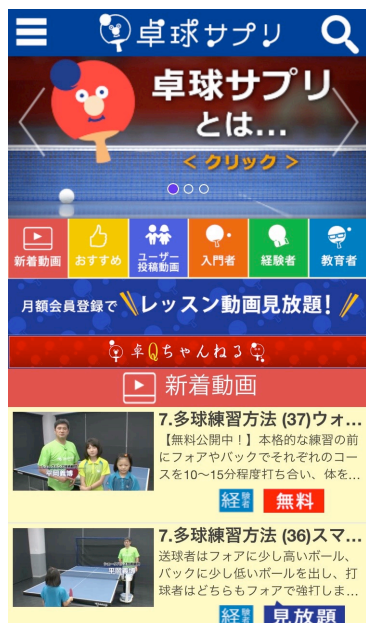 卓球サプリ
卓球サプリ
とは...
< クリック >
新着動画
おすすめ
ユーザー
投稿動画
入門者
経験者
教育者
月額会員登録で レッスン動画見放題!
卓Qちゃんねる
新着動画
7.多球練習方法 (37)ウォ...
【無料公開中！】本格的な練習の前
にフォアやバックでそれぞれのコー
スを10〜15分程度打ち合い、体を...
経験者 無料
7.多球練習方法 (36)スマ...
送球者はフォアに少し高いボール、
バックに少し低いボールを出し、打
球者はどちらもフォアで強打しま...
経験者 見放題